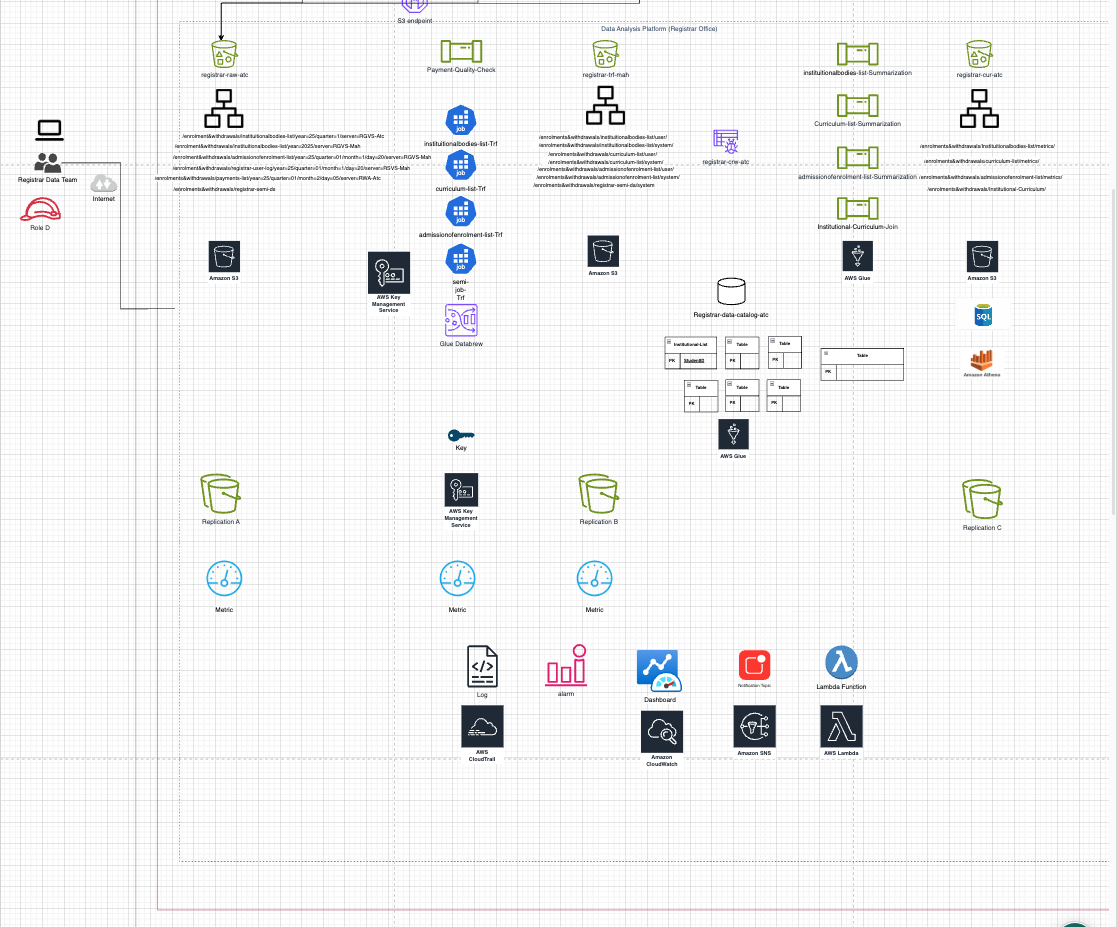 S3 endpoint
Data Analysis Platform (Registrar Office)
registrar-raw-atc
Payment-Quality-Check
registrar-trf-mah
instituitionalbodies-list-Summarization
registrar-cur-atc
Curriculum-list-Summarization
/enrolments&withdrawals/instituitionalbodies-list/year=25/quarter=1/server=RGVS-Atc
/enrolments&withdrawals/instituitionalbodies-list/year=2025/server=RGVS-Mah
/enrolments&withdrawals/admissionofenrolment-list/year=25/quarter=01/month=1/day=20/server=RGVS-Mah
/enrolments&withdrawals/registrar-user-log/year=25/quarter=01/month=1/day=20/server=RSVS-Mah
/enrolments&withdrawals/payments-list/year=25/quarter=01/month=2/day=05/server=RWA-Atc
/enrolments&withdrawals/registrar-semi-ds
institutionalbodies-list-Trf
curriculum-list-Trf
admissionofenrolment-list-Trf
job
job
job
job
semi-
job-
Trf
/enrolments&withdrawals/institutionalbodies-list/user/
/enrolments&withdrawals/institutionalbodies-list/system/
/enrolments&withdrawals/curriculum-list/user/
/enrolments&withdrawals/curriculum-list/system/
/enrolments&withdrawals/admissionofenrolment-list/user/
/enrolments&withdrawals/admissionofenrolment-list/system/
/enrolments&withdrawals/registrar-semi-da/system
registrar-crw-atc
admissionofenrolment-list-Summarization
Institutional-Curriculum-Join
/enrolments&withdrawals/institutionalbodies-list/metrics/
/enrolments&withdrawals/curriculum-list/metrics/
/enrolments&withdrawals/admissionofenrolment-list/metrics/
/enrolments&withdrawals/Institutional-Curriculum/
Registrar Data Team
Internet
Role D
Amazon S3
AWS Key
Management
Service
Glue Databrew
Amazon S3
AWS Glue
Amazon S3
SQL
Amazon Athena
Registrar-data-catalog-atc
Institutional-List
PK
StudentID
Table
PK
Table
PK
Table
PK
Table
PK
Table
PK
Table
PK
AWS Glue
Key
AWS Key
Management
Service
Replication A
Replication B
Replication C
Metric
Metric
Metric
Log
alarm
Dashboard
Notification Topic
Lambda Function
AWS
CloudTrail
Amazon
CloudWatch
Amazon SNS
AWS Lambda